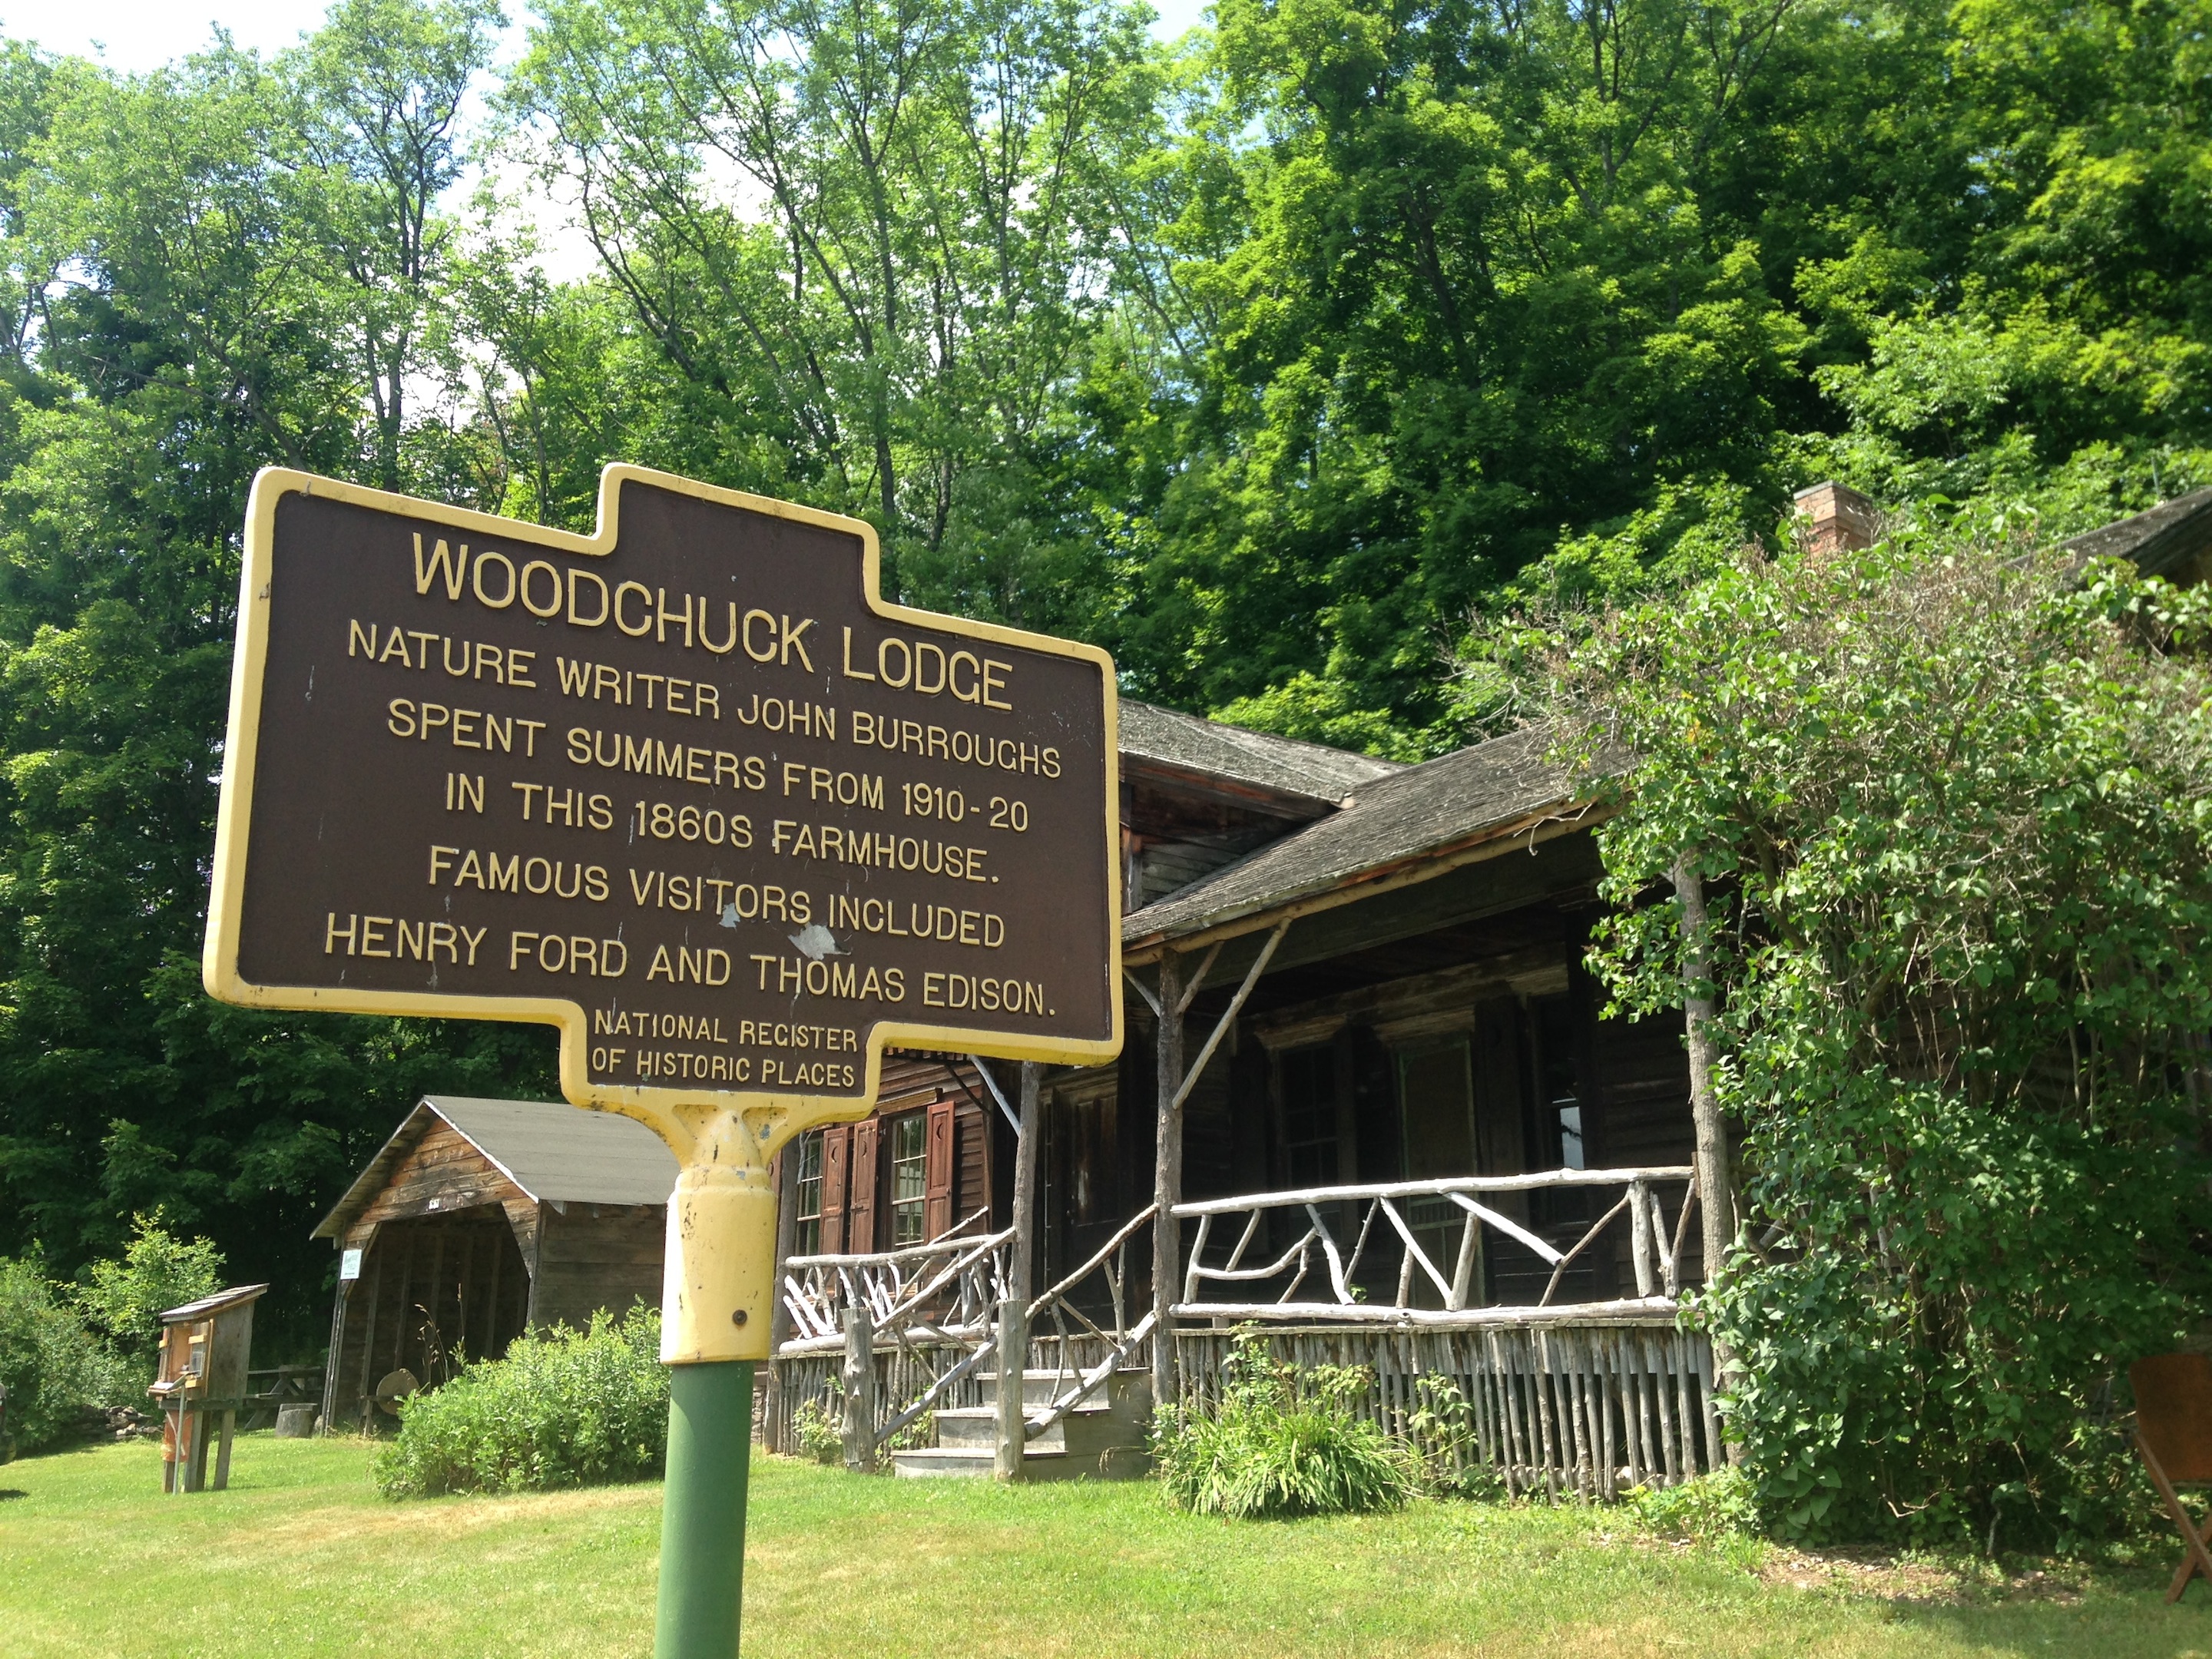 WOODCHUCK LODGE
NATURE WRITER JOHN BURROUGHS
SPENT SUMMERS FROM 1910-20
IN THIS 1860S FARMHOUSE.
FAMOUS VISITORS INCLUDED
HENRY FORD AND THOMAS EDISON.
NATIONAL REGISTER
OF HISTORIC PLACES